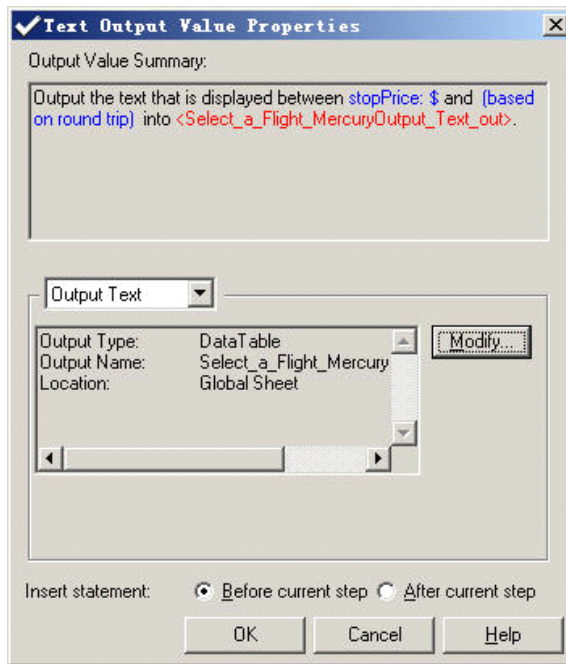 Text Output Value Properties
Output Value Summary:
Output the text that is displayed between stopPrice: $ and (based
on round trip) into <Select_a_Flight_MercuryOutput_Text_out>.
Output Text
Output Type: DataTable
Output Name: Select_a_Flight_Mercury
Location: Global Sheet
Modify...
Insert statement: Before current step After current step
OK Cancel Help